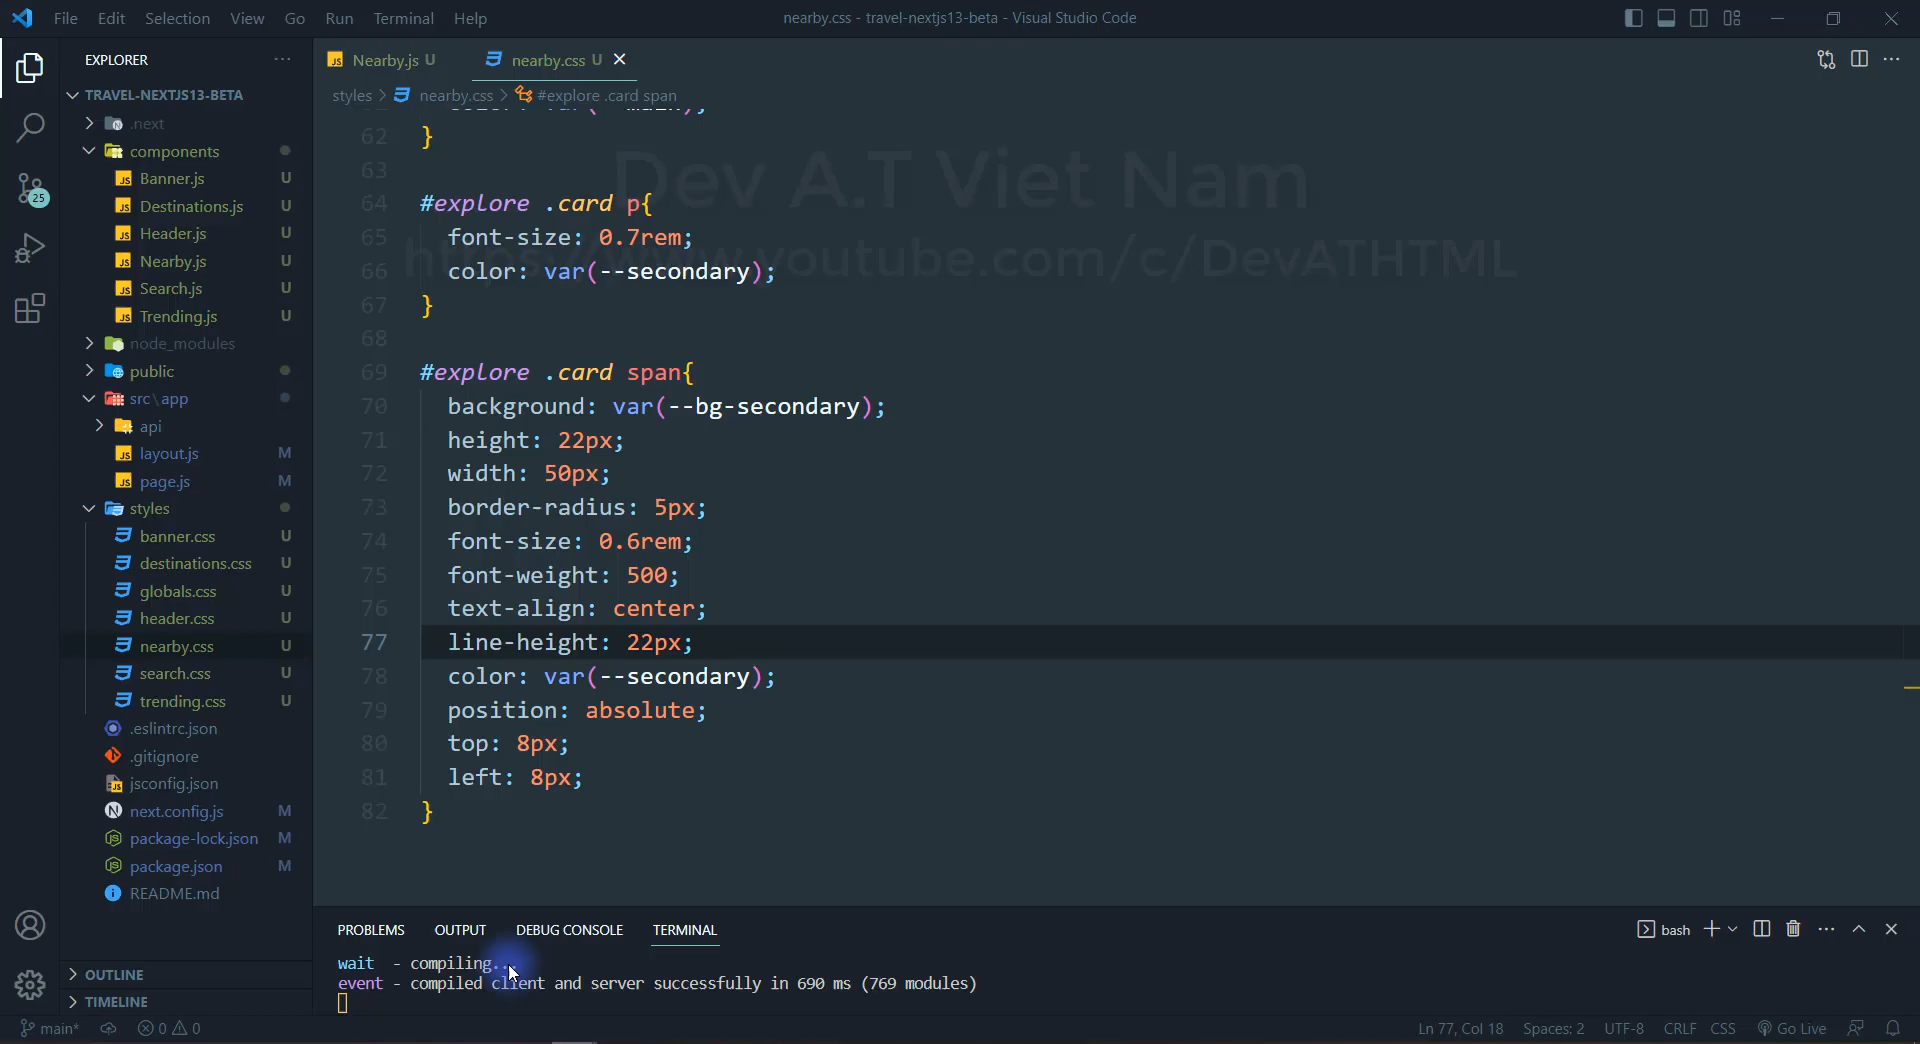 File Edit Selection View Go Run Terminal Help
nearby.css - travel-nextjs13-beta - Visual Studio Code
EXPLORER
TRAVEL-NEXTJS13-BETA
.next
components
Banner.js U
Destinations.js U
Header.js U
Nearby.js U
Search.js U
Trending.js U
node_modules
public
src\app
api
layout.js M
page.js M
styles
banner.css U
destinations.css U
globals.css U
header.css U
nearby.css U
search.css U
trending.css U
.eslintrc.json
.gitignore
jsconfig.json
next.config.js M
package-lock.json M
package.json M
README.md
OUTLINE
TIMELINE
25
Nearby.js U
nearby.css U
styles > nearby.css > #explore .card span
62 }
63
64 #explore .card p{
65 font-size: 0.7rem;
66 color: var(--secondary);
67 }
68
69 #explore .card span{
70 background: var(--bg-secondary);
71 height: 22px;
72 width: 50px;
73 border-radius: 5px;
74 font-size: 0.6rem;
75 font-weight: 500;
76 text-align: center;
77 line-height: 22px;
78 color: var(--secondary);
79 position: absolute;
80 top: 8px;
81 left: 8px;
82 }
Dev A.T Viet Nam
https://www.youtube.com/c/DevATHTML
PROBLEMS OUTPUT DEBUG CONSOLE TERMINAL
bash
wait - compiling...
event - compiled client and server successfully in 690 ms (769 modules)
main* 0 0
Ln 77, Col 18 Spaces: 2 UTF-8 CRLF CSS Go Live